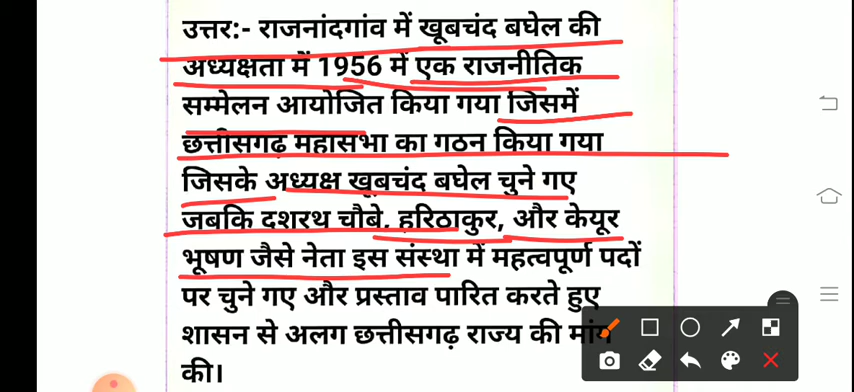 उत्तर:- राजनांदगांव में खूबचंद बघेल की
अध्यक्षता में 1956 में एक राजनीतिक
सम्मेलन आयोजित किया गया जिसमें
छत्तीसगढ़ महासभा का गठन किया गया
जिसके अध्यक्ष खूबचंद बघेल चुने गए
जबकि दशरथ चौबे, हरिठाकुर, और केयूर
भूषण जैसे नेता इस संस्था में महत्वपूर्ण पदों
पर चुने गए और प्रस्ताव पारित करते हुए
शासन से अलग छत्तीसगढ़ राज्य की मांग
की।